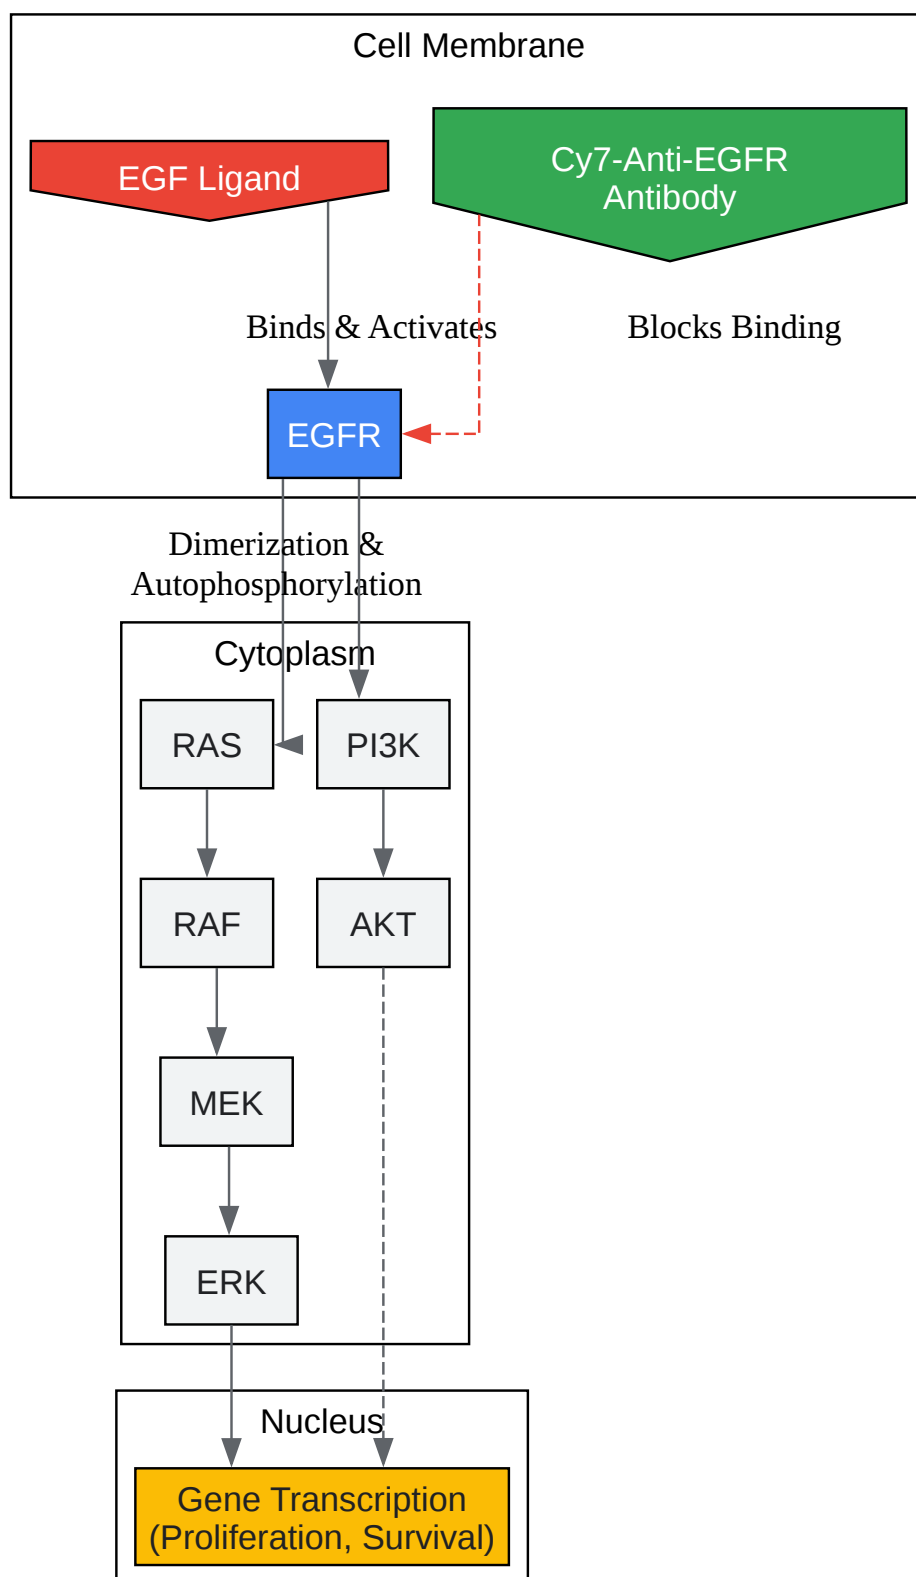 Cell Membrane
EGF Ligand
Cy7-Anti-EGFR
Antibody
Binds & Activates
Blocks Binding
EGFR
Dimerization &
Autophosphorylation
Cytoplasm
RAS
PI3K
RAF
AKT
MEK
ERK
Nucleus
Gene Transcription
(Proliferation, Survival)